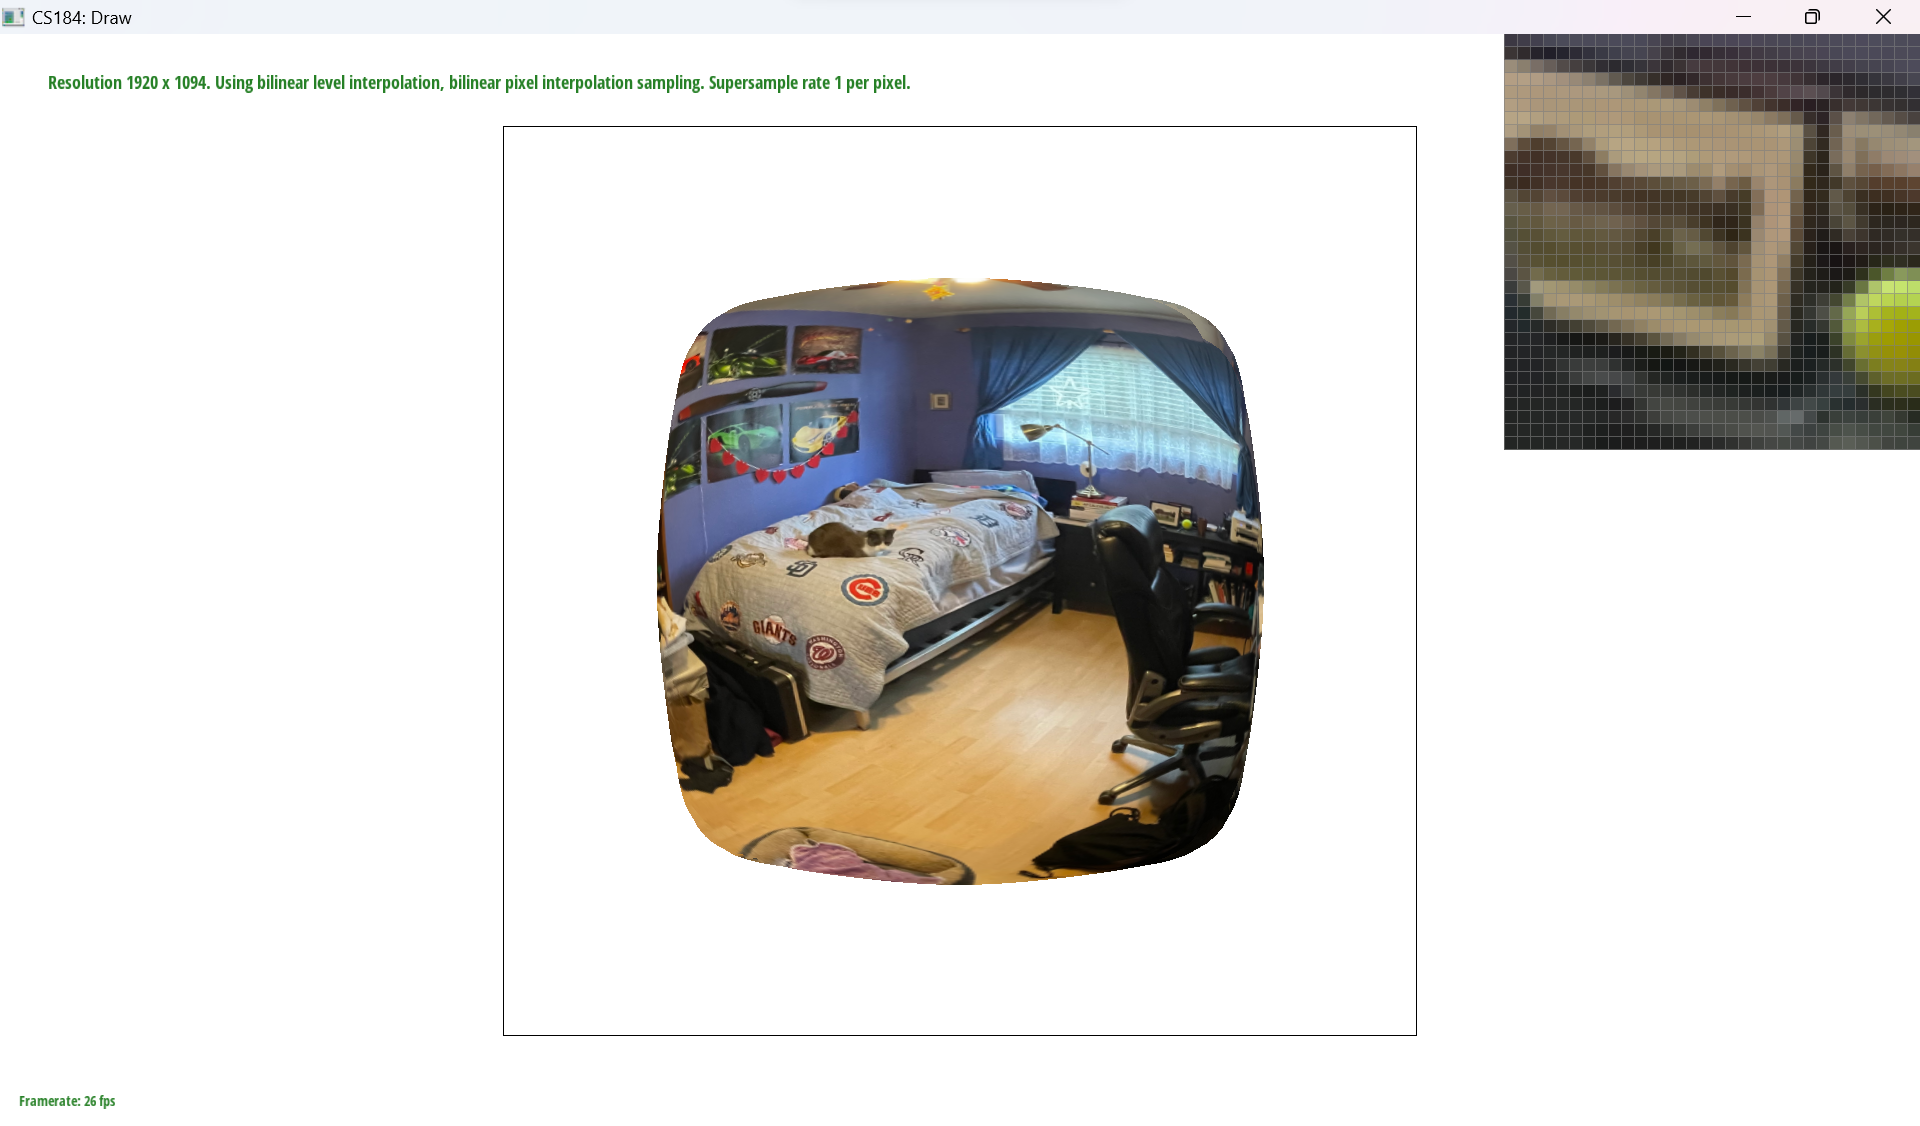 CS184: Draw
Resolution 1920 x 1094. Using bilinear level interpolation, bilinear pixel interpolation sampling. Supersample rate 1 per pixel.
GIANTS
WASHINGTON
Framerate: 26 fps